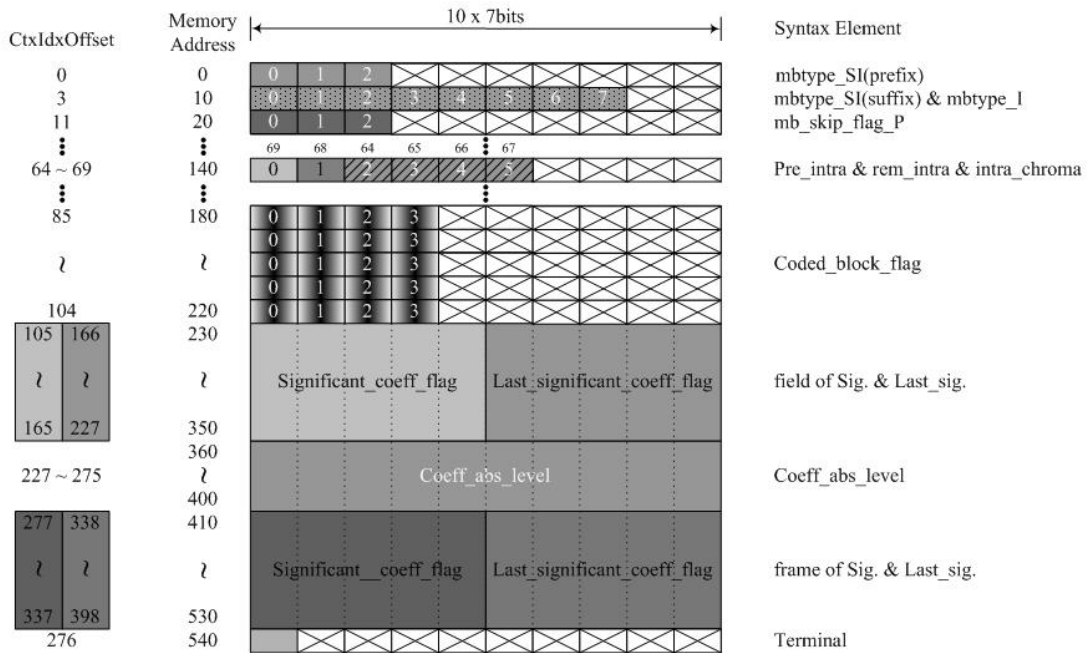 10 x 7bits
CtxIdxOffset Memory Address Syntax Element
0 0 0 1 2 mbtype_SI(prefix)
3 10 0 1 2 3 4 5 6 7 mbtype_SI(suffix) & mbtype_I
11 20 0 1 2 mb_skip_flag_P
69 68 64 65 66 67
64 ~ 69 140 0 1 2 3 4 5 Pre_intra & rem_intra & intra_chroma
85 180 0 1 2 3
0 1 2 3
~ ~ 0 1 2 3 Coded_block_flag
0 1 2 3
104 220 0 1 2 3
105 166 230
~ ~ ~ Significant_coeff_flag Last_significant_coeff_flag field of Sig. & Last_sig.
165 227 350
360
227 ~ 275 ~ Coeff_abs_level Coeff_abs_level
400
277 338 410
~ ~ ~ Significant__coeff_flag Last_significant_coeff_flag frame of Sig. & Last_sig.
337 398 530
276 540 Terminal